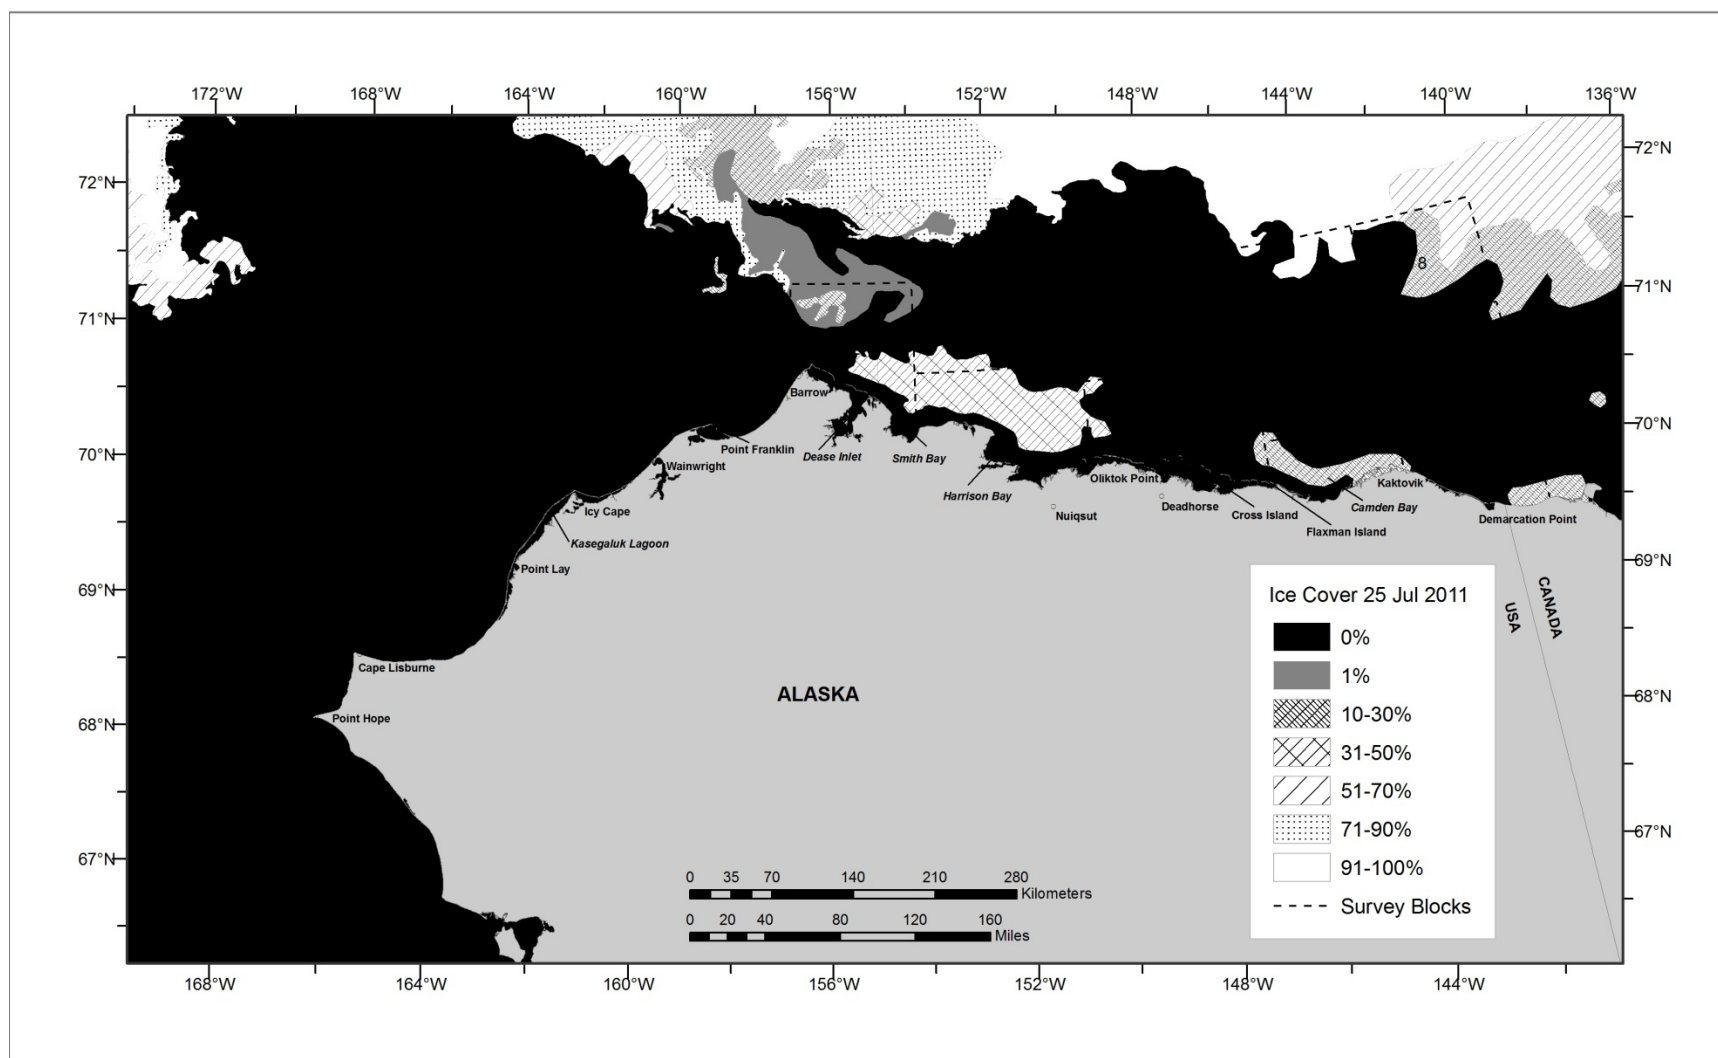 172°W 168°W 164°W 160°W 156°W 152°W 148°W 144°W 140°W 136°W
72°N
72°N
8
71°N
71°N
Barrow
70°N
Point Franklin
70°N
Dease Inlet
Smith Bay
Wainwright
Oliktok Point
Kaktovik
Harrison Bay
Deadhorse
Camden Bay
Icy Cape
Nuiqsut
Cross Island
Demarcation Point
Flaxman Island
Kasegaluk Lagoon
69°N
Point Lay
69°N
Ice Cover 25 Jul 2011
0%
1%
10-30%
31-50%
51-70%
71-90%
91-100%
Survey Blocks
CANADA
USA
Cape Lisburne
ALASKA
68°N
Point Hope
68°N
67°N
67°N
0 35 70 140 210 280
Kilometers
0 20 40 80 120 160
Miles
168°W 164°W 160°W 156°W 152°W 148°W 144°W